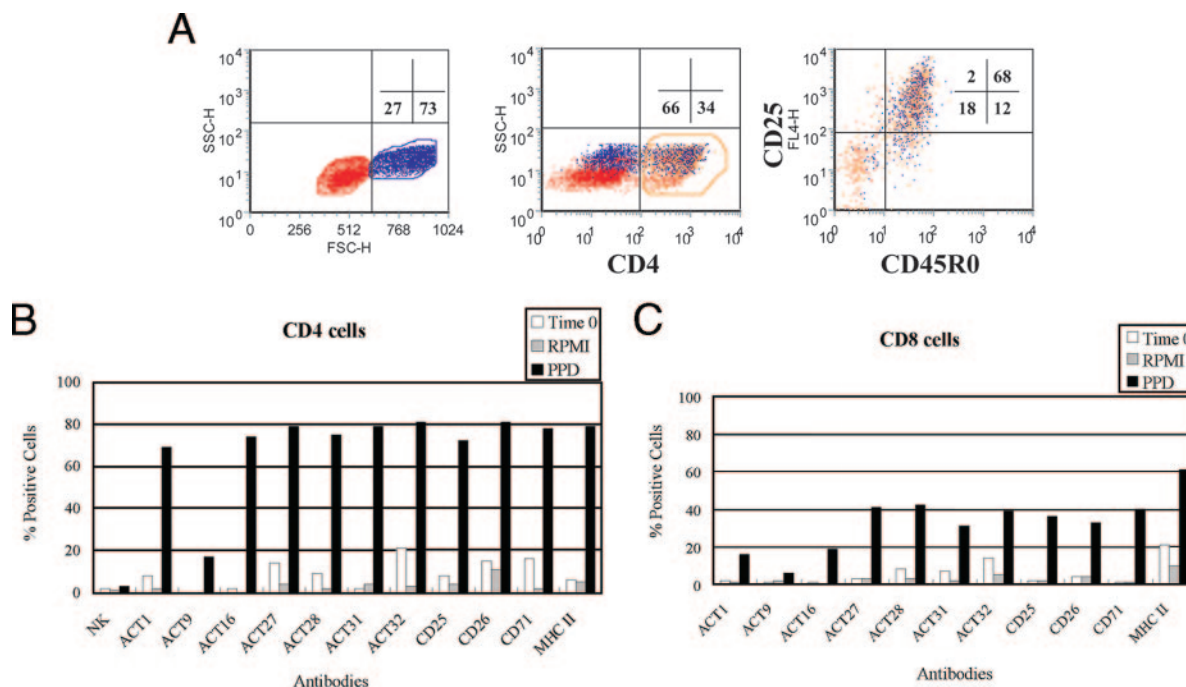 A
SSC-H
10^4
10^3
10^2
10^1
10^0
27 73
0 256 512 768 1024
FSC-H
SSC-H
10^4
10^3
10^2
10^1
10^0
66 34
10^0 10^1 10^2 10^3 10^4
CD4
CD25
FL4-H
10^4
10^3
10^2
10^1
10^0
2 68
18 12
10^0 10^1 10^2 10^3 10^4
CD45R0
B
CD4 cells
Time 0
RPMI
PPD
% Positive Cells
100
80
60
40
20
0
NK ACT1 ACT9 ACT16 ACT27 ACT28 ACT31 ACT32 CD25 CD26 CD71 MHC II
Antibodies
C
CD8 cells
Time 0
RPMI
PPD
% Positive Cells
100
80
60
40
20
0
ACT1 ACT9 ACT16 ACT27 ACT28 ACT31 ACT32 CD25 CD26 CD71 MHC II
Antibodies